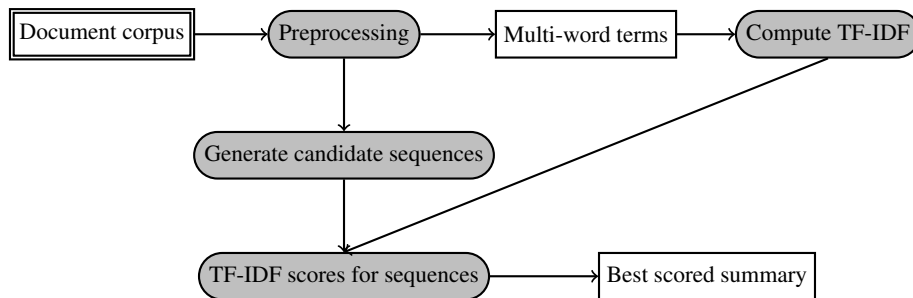 Document corpus
Preprocessing
Multi-word terms
Compute TF-IDF
Generate candidate sequences
TF-IDF scores for sequences
Best scored summary